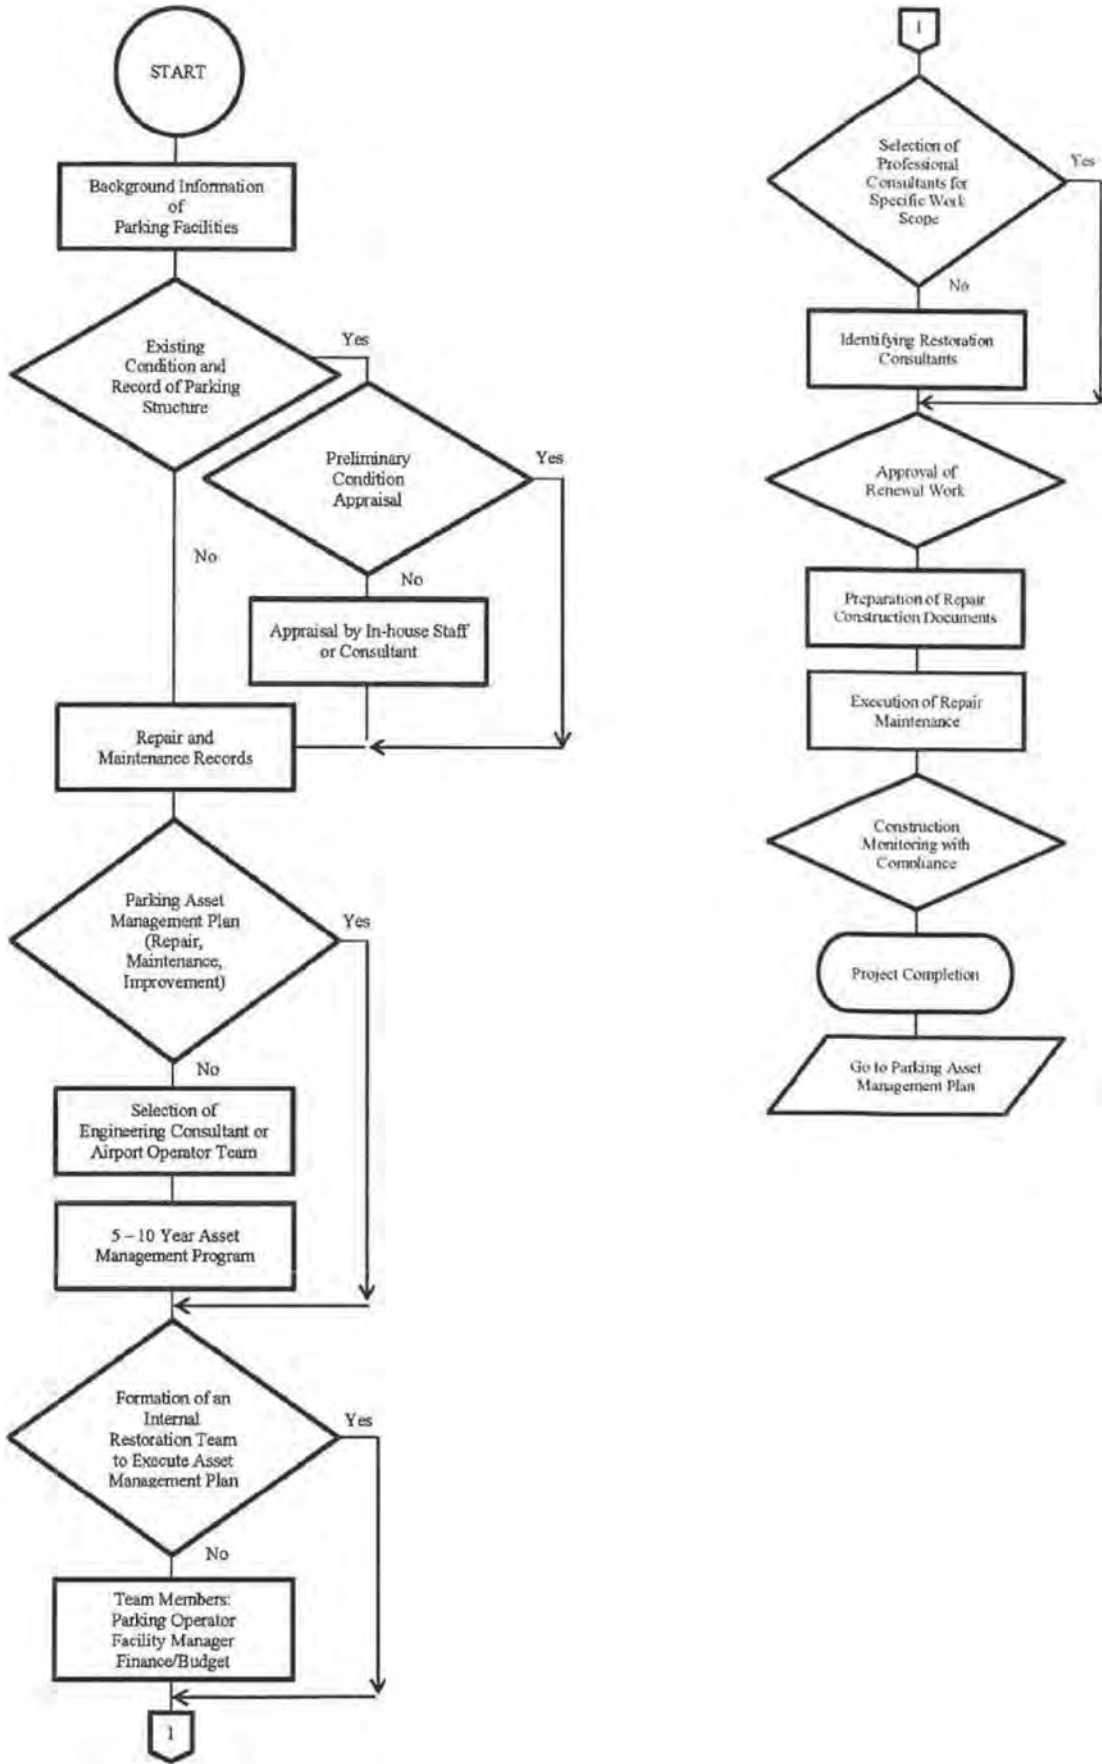 START
Background Information
of
Parking Facilities
Existing
Condition and
Record of Parking
Structure
Yes
Preliminary
Condition
Appraisal
Yes
No
No
Appraisal by In-house Staff
or Consultant
Repair and
Maintenance Records
Parking Asset
Management Plan
(Repair,
Maintenance,
Improvement)
Yes
No
Selection of
Engineering Consultant or
Airport Operator Team
5 – 10 Year Asset
Management Program
Formation of an
Internal
Restoration Team
to Execute Asset
Management Plan
Yes
No
Team Members:
Parking Operator
Facility Manager
Finance/Budget
1
1
Selection of
Professional
Consultants for
Specific Work
Scope
Yes
No
Identifying Restoration
Consultants
Approval of
Renewal Work
Preparation of Repair
Construction Documents
Execution of Repair
Maintenance
Construction
Monitoring with
Compliance
Project Completion
Go to Parking Asset
Management Plan